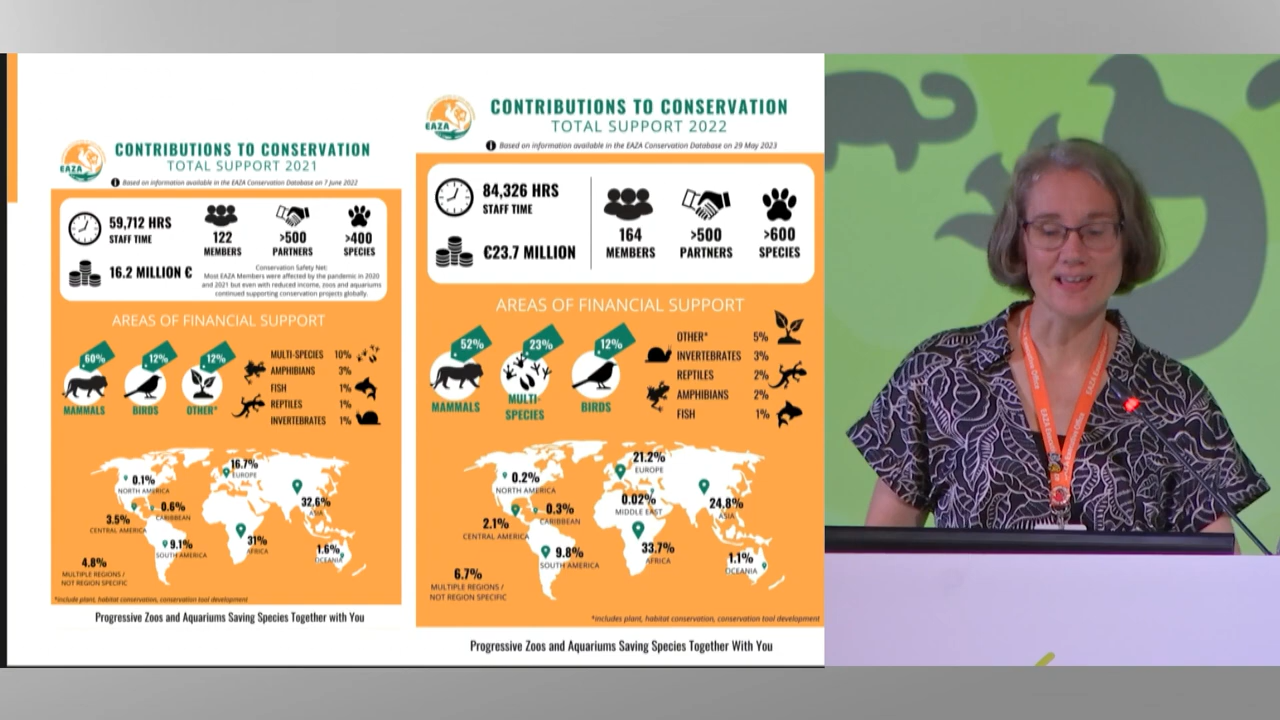 EAZA
CONTRIBUTIONS TO CONSERVATION
TOTAL SUPPORT 2021
Based on information available in the EAZA Conservation Database on 7 June 2022
59,712 HRS
STAFF TIME
16.2 MILLION €
122
MEMBERS
>500
PARTNERS
>400
SPECIES
Conservation Safety Net:
Most EAZA Members were affected by the pandemic in 2020
and 2021 but even with reduced income, zoos and aquariums
continued supporting conservation projects globally.
AREAS OF FINANCIAL SUPPORT
60%
MAMMALS
12%
BIRDS
12%
OTHER*
MULTI-SPECIES 10%
AMPHIBIANS 3%
FISH 1%
REPTILES 1%
INVERTEBRATES 1%
0.1%
NORTH AMERICA
16.7%
EUROPE
32.6%
ASIA
0.6%
CARIBBEAN
3.5%
CENTRAL AMERICA
9.1%
SOUTH AMERICA
31%
AFRICA
1.6%
OCEANIA
4.8%
MULTIPLE REGIONS /
NOT REGION SPECIFIC
*include plant, habitat conservation, conservation tool development
Progressive Zoos and Aquariums Saving Species Together with You
EAZA
CONTRIBUTIONS TO CONSERVATION
TOTAL SUPPORT 2022
Based on information available in the EAZA Conservation Database on 29 May 2023
84,326 HRS
STAFF TIME
€23.7 MILLION
164
MEMBERS
>500
PARTNERS
>600
SPECIES
AREAS OF FINANCIAL SUPPORT
52%
MAMMALS
23%
MULTI-
SPECIES
12%
BIRDS
OTHER* 5%
INVERTEBRATES 3%
REPTILES 2%
AMPHIBIANS 2%
FISH 1%
0.2%
NORTH AMERICA
21.2%
EUROPE
0.02%
MIDDLE EAST
24.8%
ASIA
0.3%
CARIBBEAN
2.1%
CENTRAL AMERICA
9.8%
SOUTH AMERICA
33.7%
AFRICA
1.1%
OCEANIA
6.7%
MULTIPLE REGIONS /
NOT REGION SPECIFIC
*includes plant, habitat conservation, conservation tool development
Progressive Zoos and Aquariums Saving Species Together With You
EAZA Executive Office